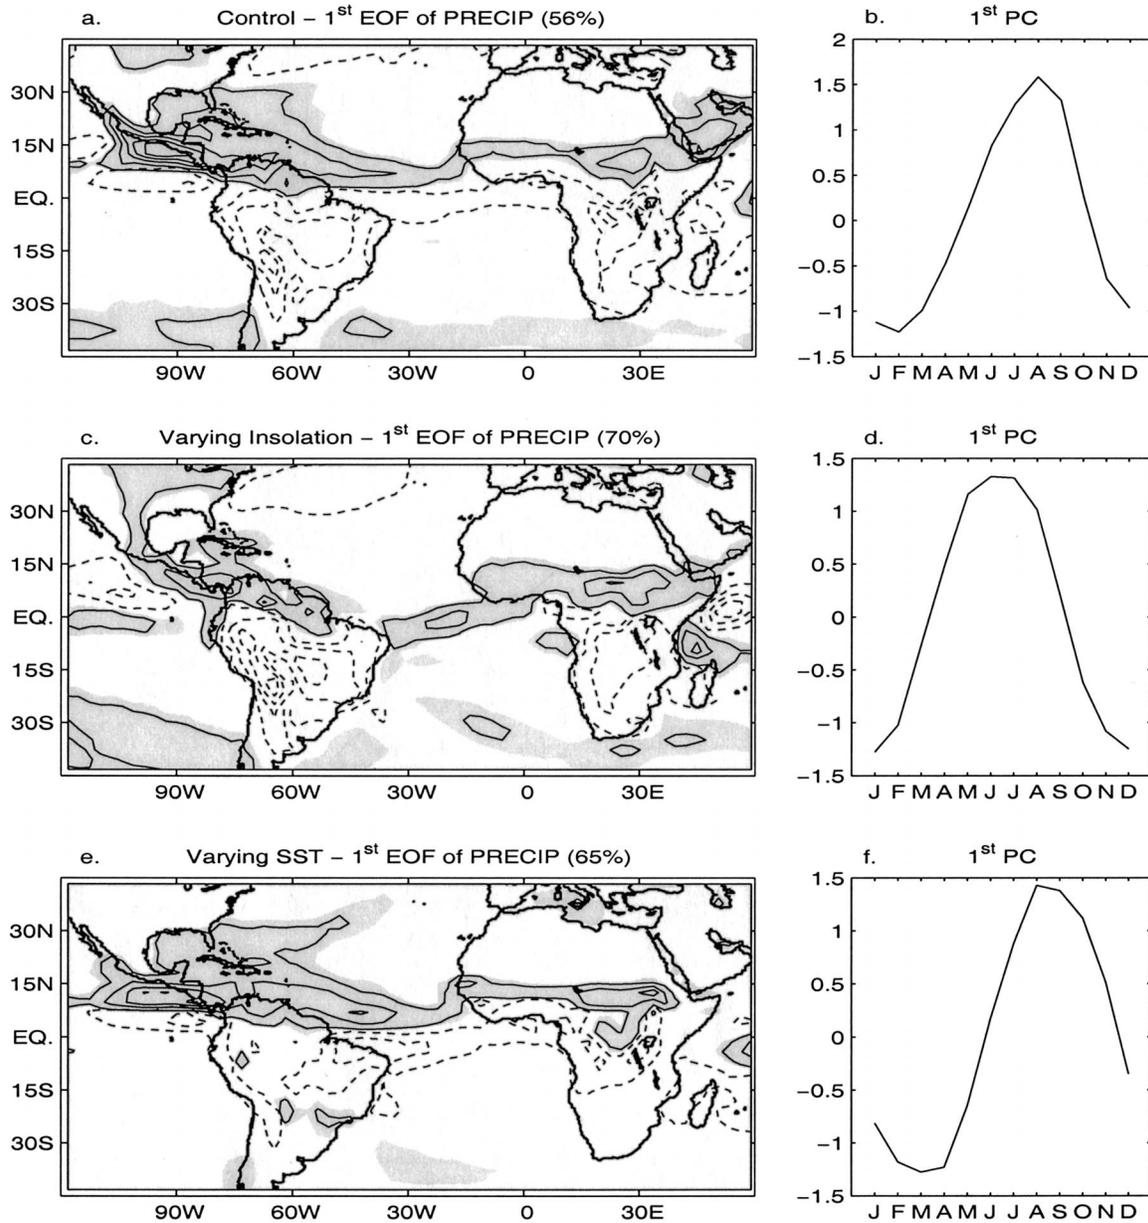 a. Control – 1st EOF of PRECIP (56%)
b. 1st PC
30N
15N
EQ.
15S
30S
90W 60W 30W 0 30E
2
1.5
1
0.5
0
−0.5
−1
−1.5
J F M A M J J A S O N D
c. Varying Insolation – 1st EOF of PRECIP (70%)
d. 1st PC
30N
15N
EQ.
15S
30S
90W 60W 30W 0 30E
1.5
1
0.5
0
−0.5
−1
−1.5
J F M A M J J A S O N D
e. Varying SST – 1st EOF of PRECIP (65%)
f. 1st PC
30N
15N
EQ.
15S
30S
90W 60W 30W 0 30E
1.5
1
0.5
0
−0.5
−1
−1.5
J F M A M J J A S O N D